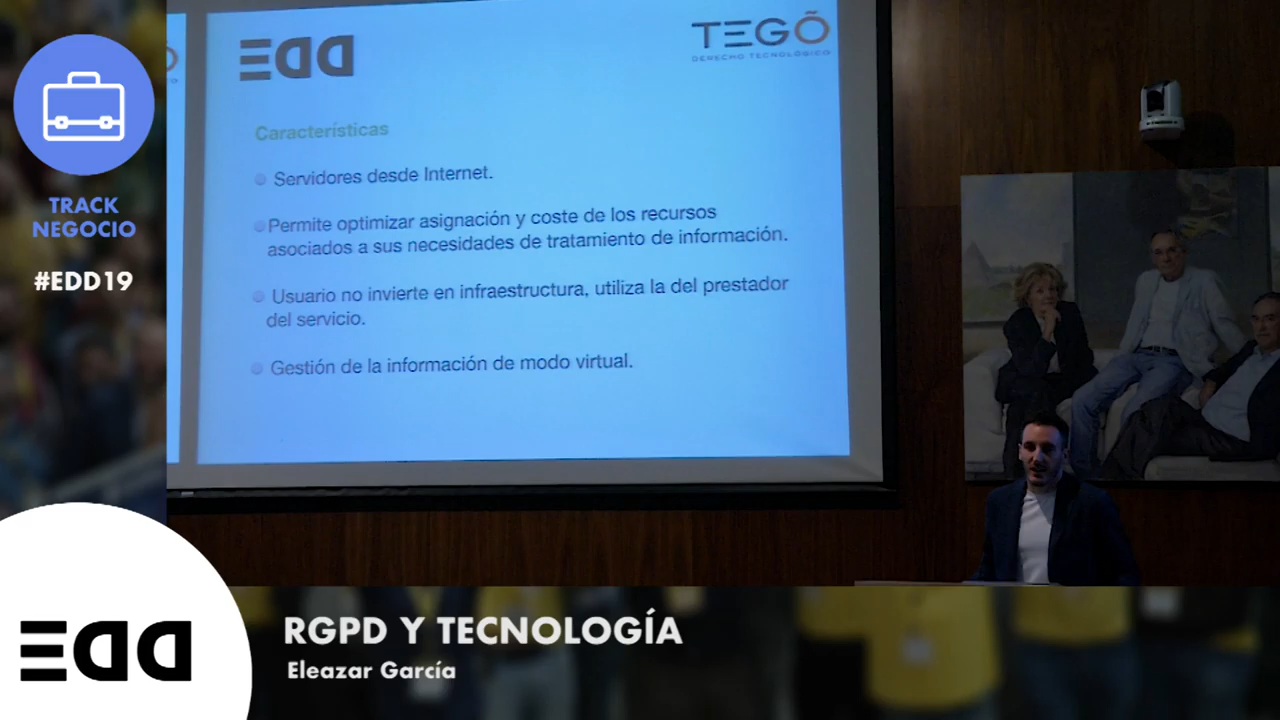 TRACK
NEGOCIO
#EDD19
EDD
TEGÕ
DERECHO TECNOLÓGICO
Características
Servidores desde Internet.
Permite optimizar asignación y coste de los recursos
asociados a sus necesidades de tratamiento de información.
Usuario no invierte en infraestructura, utiliza la del prestador
del servicio.
Gestión de la información de modo virtual.
EDD
RGPD Y TECNOLOGÍA
Eleazar García